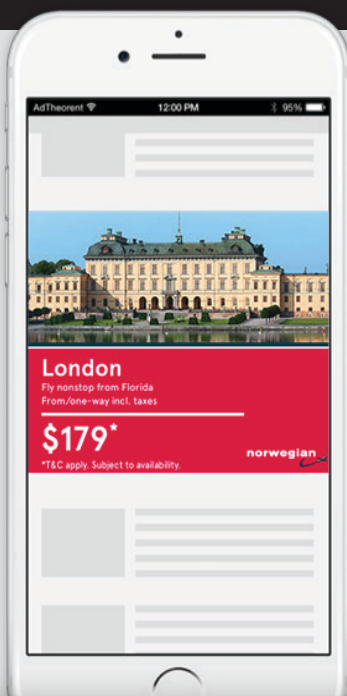 AdTheorent 12:00 PM 95%
London
Fly nonstop from Florida
From/one-way incl. taxes
$179*
norwegian
*T&C apply. Subject to availability.